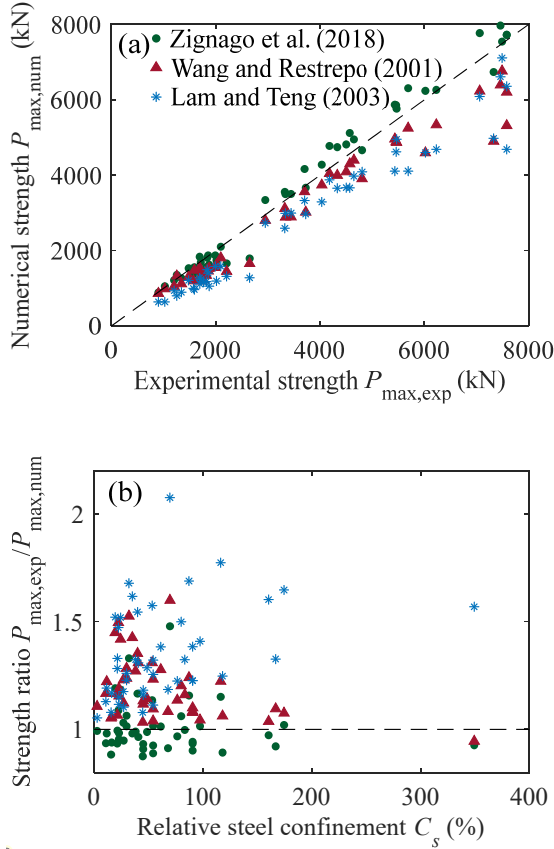 (a)
Zignago et al. (2018)
Wang and Restrepo (2001)
Lam and Teng (2003)
Numerical strength P max,num (kN)
8000
6000
4000
2000
0
0 2000 4000 6000 8000
Experimental strength P max,exp (kN)
(b)
Strength ratio P max,exp/P max,num
2
1.5
1
0 100 200 300 400
Relative steel confinement C s (%)